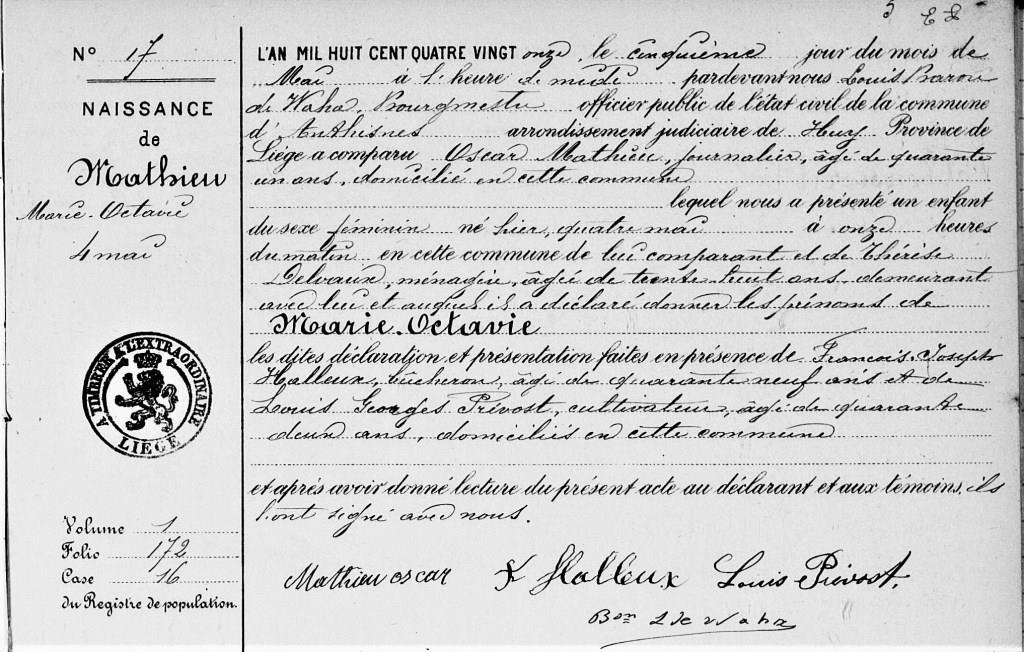 Nº 17
NAISSANCE
de
Mathieu
Marie-Octavie
4 mai
A TIMBRER A L'EXTRAORDINAIRE
LIEGE
Volume 1
Folio 172
Case 16
du Registre de population.
L'AN MIL HUIT CENT QUATRE VINGT onze, le cinquième jour du mois de
Mai à l'heure de midi pardevant nous Louis Baron
de Waha, Bourgmestre officier public de l'état civil de la commune
d'Anthisnes arrondissement judiciaire de Huy Province de
Liége a comparu Oscar Mathieu, journalier, âgé de quarante
un ans, domicilié en cette commune
lequel nous a présenté un enfant
du sexe féminin né hier, quatre mai à onze heures
du matin en cette commune de lui comparant et de Thérèse
Delvaux, ménagère, âgée de trente huit ans, demeurant
avec lui et auquel il a déclaré donner les prénoms de
Marie-Octavie
les dites déclaration et présentation faites en présence de François-Joseph
Halleux, bûcheron, âgé de quarante neuf ans et de
Louis Georges Prévost, cultivateur, âgé de quarante
deux ans, domiciliés en cette commune
et aprés avoir donné lecture du présent acte au déclarant et aux témoins, ils
l'ont signé avec nous.
Mathieu oscar Halleux Louis Prévost.
Bon L de Waha